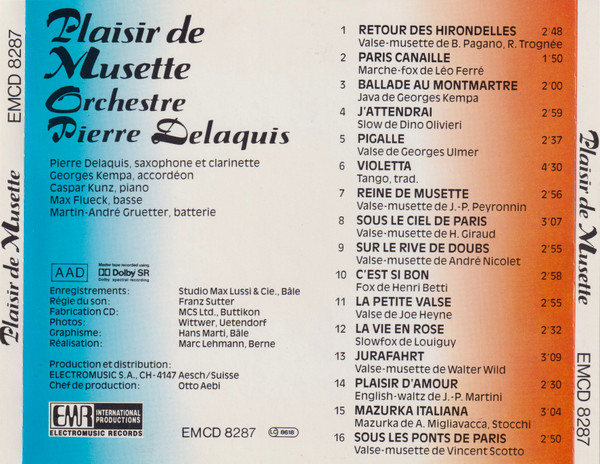 EMCD 8287
Plaisir de Musette
Plaisir de
Musette
Orchestre
Pierre Delaquis
Pierre Delaquis, saxophone et clarinette
Georges Kempa, accordéon
Caspar Kunz, piano
Max Flueck, basse
Martin-André Gruetter, batterie
AAD
Master tape recorded using
DOLBY SR
Dolby spectral recording
Enregistrements: Studio Max Lussi & Cie., Bâle
Régie du son: Franz Sutter
Fabrication CD: MCS Ltd., Buttikon
Photos: Wittwer, Uetendorf
Graphisme: Hans Marti, Bâle
Réalisation: Marc Lehmann, Berne
Production et distribution:
ELECTROMUSIC S.A., CH-4147 Aesch/Suisse
Chef de production: Otto Aebi
EMR INTERNATIONAL PRODUCTIONS
ELECTROMUSIC RECORDS
EMCD 8287 LC 8618
1 RETOUR DES HIRONDELLES 2'48
Valse-musette de B. Pagano, R. Trognée
2 PARIS CANAILLE 1'50
Marche-fox de Léo Ferré
3 BALLADE AU MONTMARTRE 2'00
Java de Georges Kempa
4 J'ATTENDRAI 2'59
Slow de Dino Olivieri
5 PIGALLE 2'37
Valse de Georges Ulmer
6 VIOLETTA 4'30
Tango, trad.
7 REINE DE MUSETTE 2'56
Valse-musette de J.-P. Peyronnin
8 SOUS LE CIEL DE PARIS 3'07
Valse-musette de H. Giraud
9 SUR LE RIVE DE DOUBS 2'55
Valse-musette de André Nicolet
10 C'EST SI BON 2'58
Fox de Henri Betti
11 LA PETITE VALSE 2'55
Valse de Joe Heyne
12 LA VIE EN ROSE 2'32
Slowfox de Louiguy
13 JURAFAHRT 3'09
Valse-musette de Walter Wild
14 PLAISIR D'AMOUR 2'30
English-waltz de J.-P. Martini
15 MAZURKA ITALIANA 3'04
Mazurka de A. Migliavacca, Stocchi
16 SOUS LES PONTS DE PARIS 2'50
Valse-musette de Vincent Scotto
Plaisir de Musette
EMCD 8287